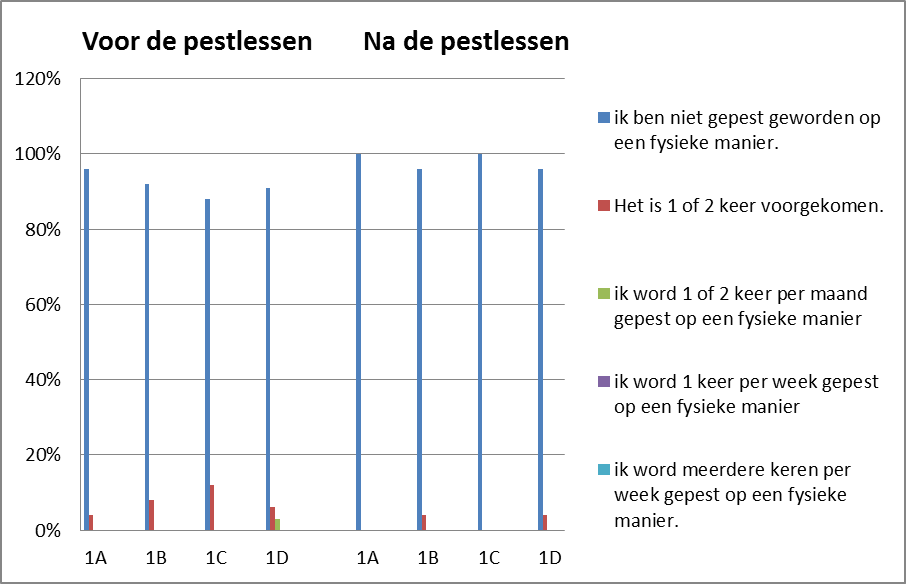 Voor de pestlessen Na de pestlessen
120%
100%
80%
60%
40%
20%
0%
1A 1B 1C 1D 1A 1B 1C 1D
ik ben niet gepest geworden op
een fysieke manier.
Het is 1 of 2 keer voorgekomen.
ik word 1 of 2 keer per maand
gepest op een fysieke manier
ik word 1 keer per week gepest
op een fysieke manier
ik word meerdere keren per
week gepest op een fysieke
manier.